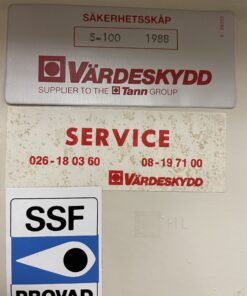 SÄKERHETSSKÅP
S-100 1988
VÄRDESKYDD
SUPPLIER TO THE Tann GROUP
SERVICE
026-18 03 60 08-19 71 00
VÄRDESKYDD
SSF
PROVAD
HL